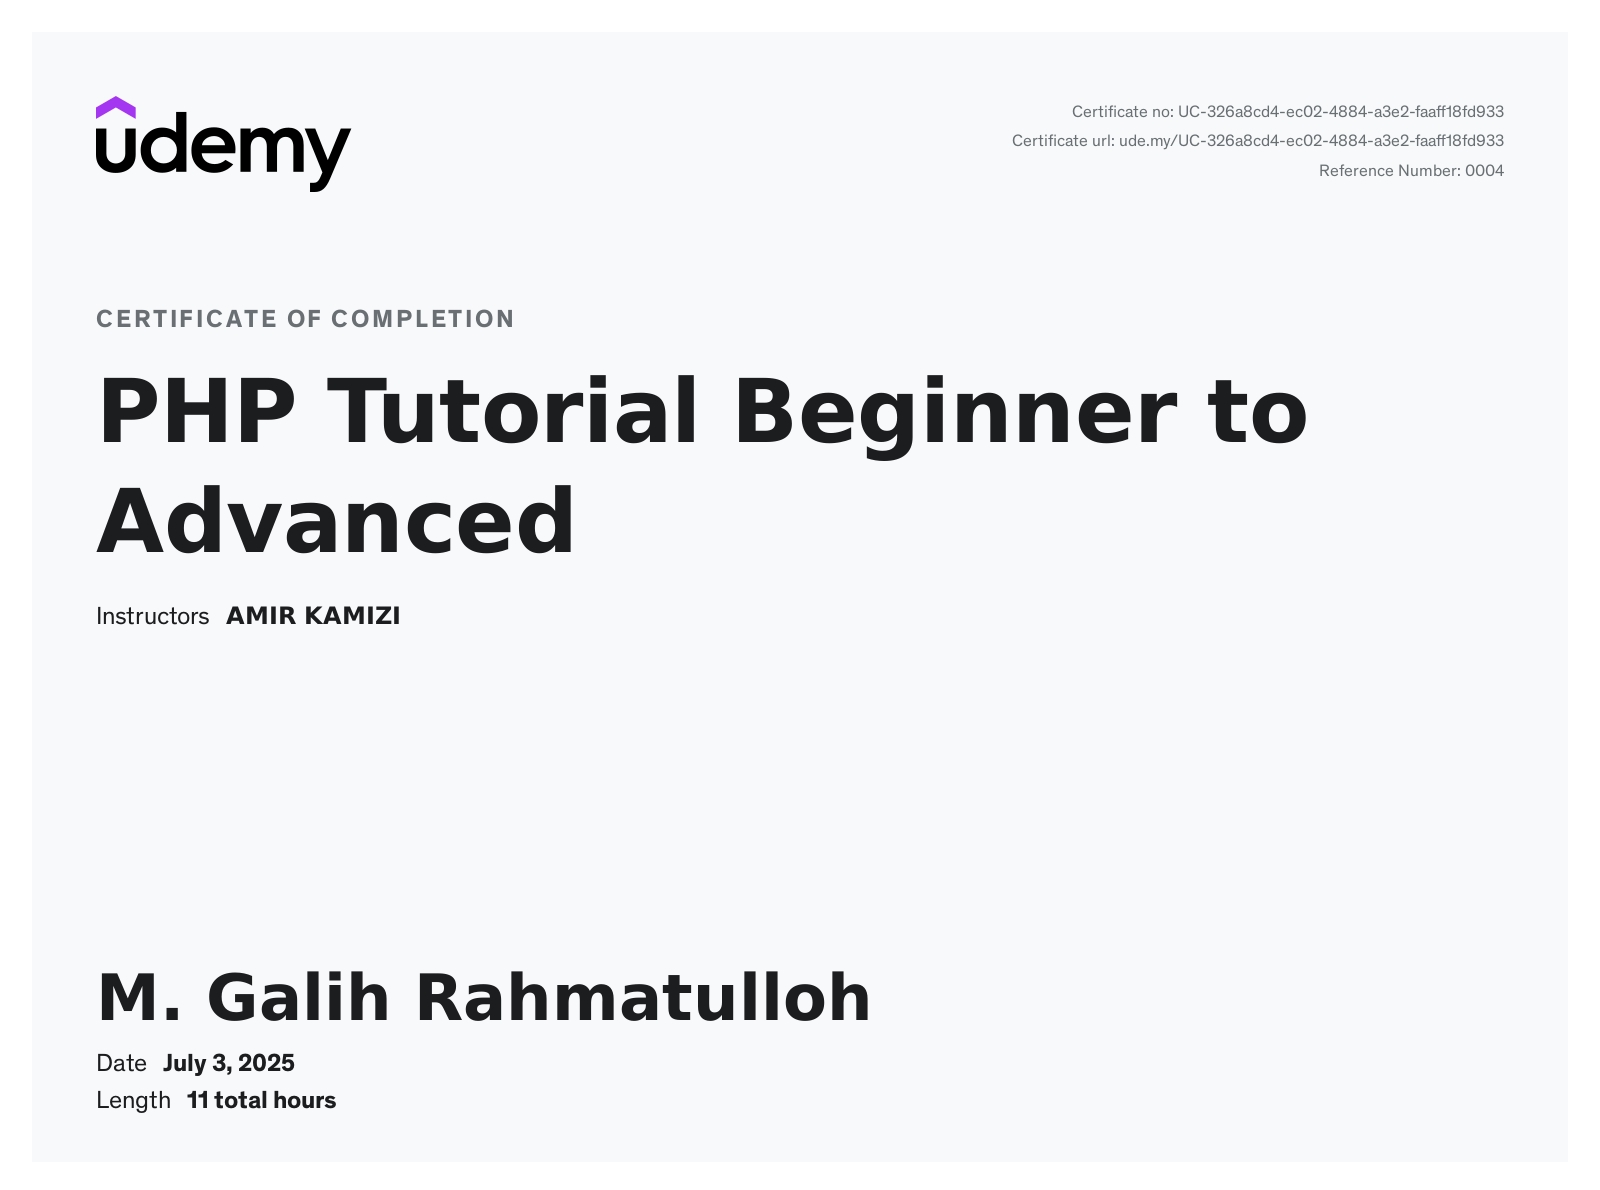 udemy
Certificate no: UC-326a8cd4-ec02-4884-a3e2-faaff18fd933
Certificate url: ude.my/UC-326a8cd4-ec02-4884-a3e2-faaff18fd933
Reference Number: 0004
CERTIFICATE OF COMPLETION
PHP Tutorial Beginner to
Advanced
Instructors AMIR KAMIZI
M. Galih Rahmatulloh
Date July 3, 2025
Length 11 total hours